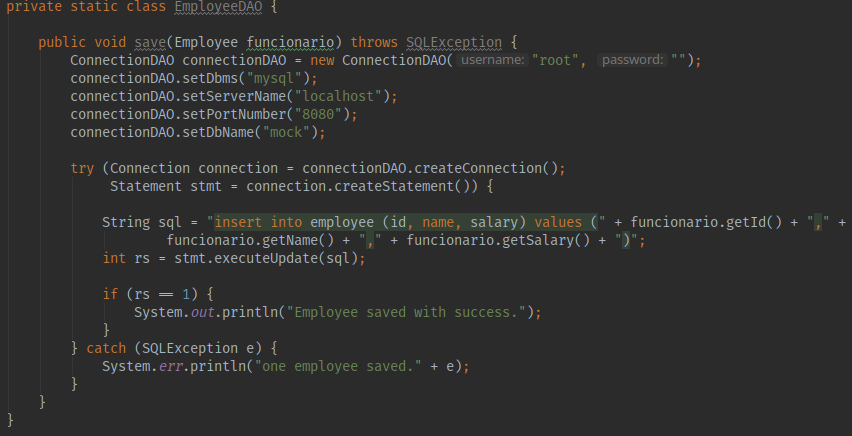 private static class EmployeeDAO {
public void save(Employee funcionario) throws SQLException {
ConnectionDAO connectionDAO = new ConnectionDAO( username: "root", password: "");
connectionDAO.setDbms("mysql");
connectionDAO.setServerName("localhost");
connectionDAO.setPortNumber("8080");
connectionDAO.setDbName("mock");
try (Connection connection = connectionDAO.createConnection();
Statement stmt = connection.createStatement()) {
String sql = "insert into employee (id, name, salary) values (" + funcionario.getId() + "," +
funcionario.getName() + "," + funcionario.getSalary() + ")";
int rs = stmt.executeUpdate(sql);
if (rs == 1) {
System.out.println("Employee saved with success.");
}
} catch (SQLException e) {
System.err.println("one employee saved." + e);
}
}
}